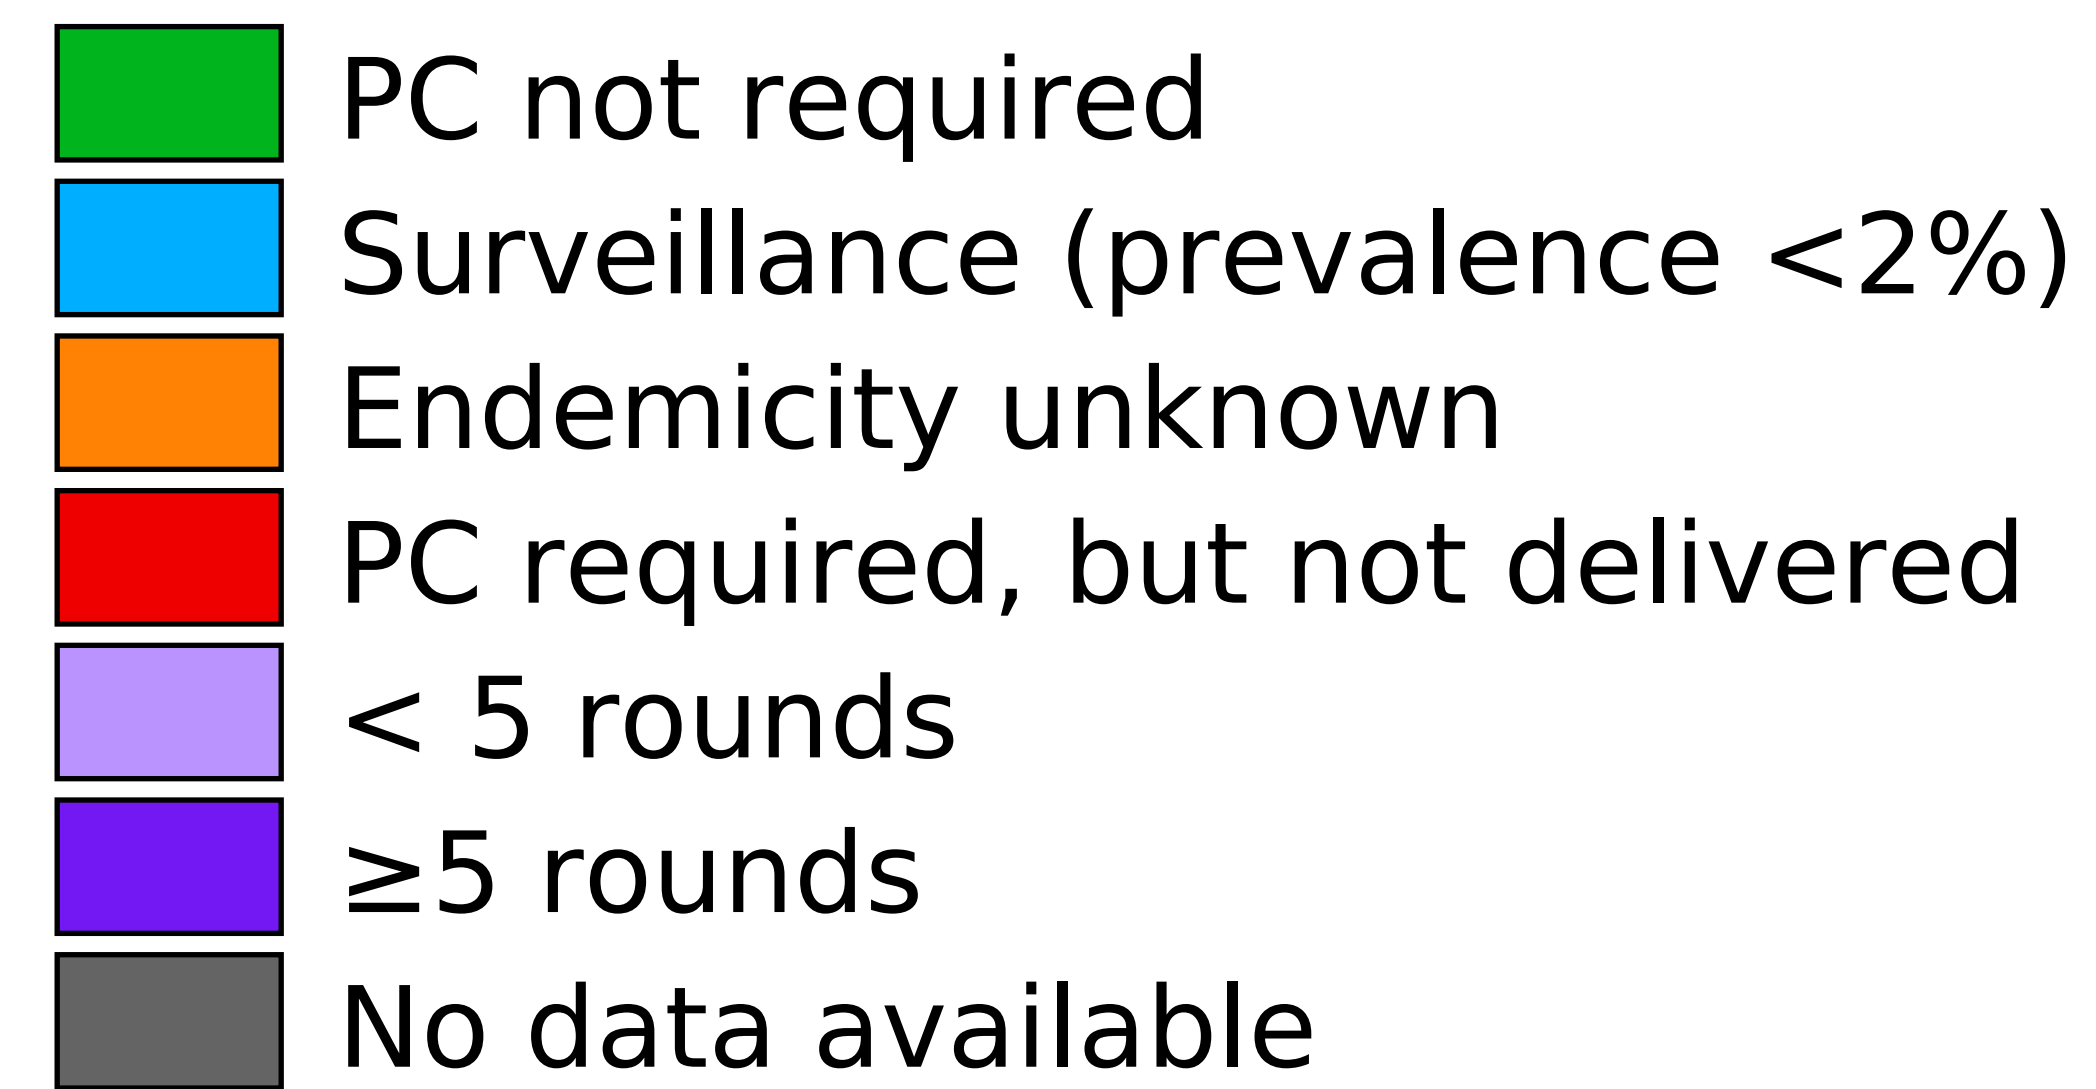 PC not required
Surveillance (prevalence <2%)
Endemicity unknown
PC required, but not delivered
< 5 rounds
≥5 rounds
No data available